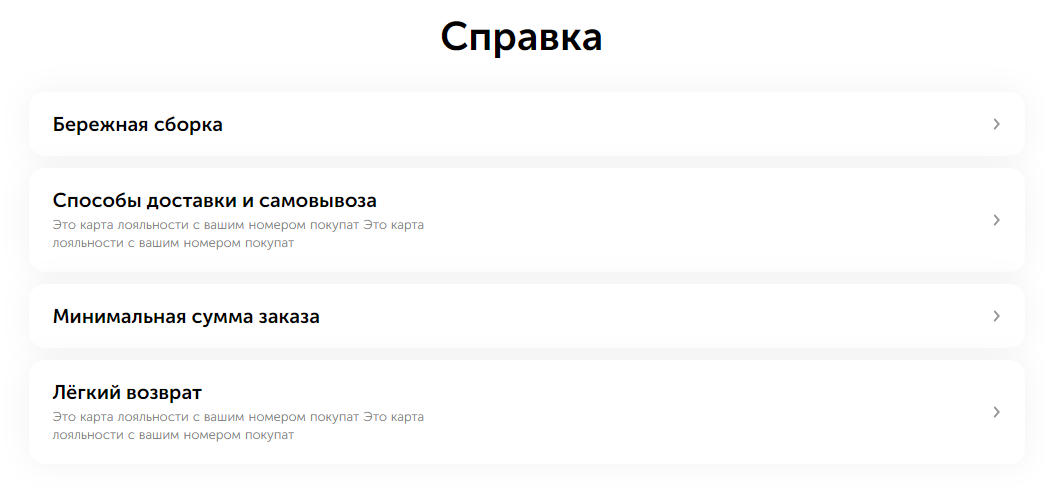 Справка
Бережная сборка
Способы доставки и самовывоза
Это карта лояльности с вашим номером покупат Это карта
лояльности с вашим номером покупат
Минимальная сумма заказа
Лёгкий возврат
Это карта лояльности с вашим номером покупат Это карта
лояльности с вашим номером покупат